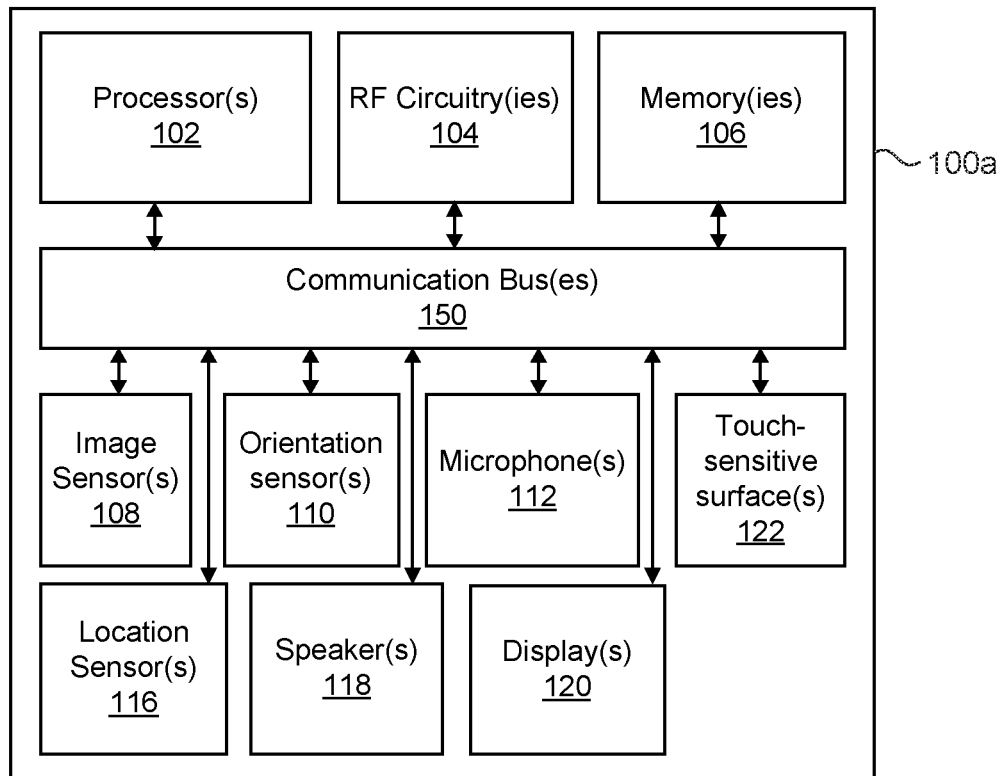 Processor(s)
102
RF Circuitry(ies)
104
Memory(ies)
106
100a
Communication Bus(es)
150
Image
Sensor(s)
108
Orientation
sensor(s)
110
Microphone(s)
112
Touch-
sensitive
surface(s)
122
Location
Sensor(s)
116
Speaker(s)
118
Display(s)
120